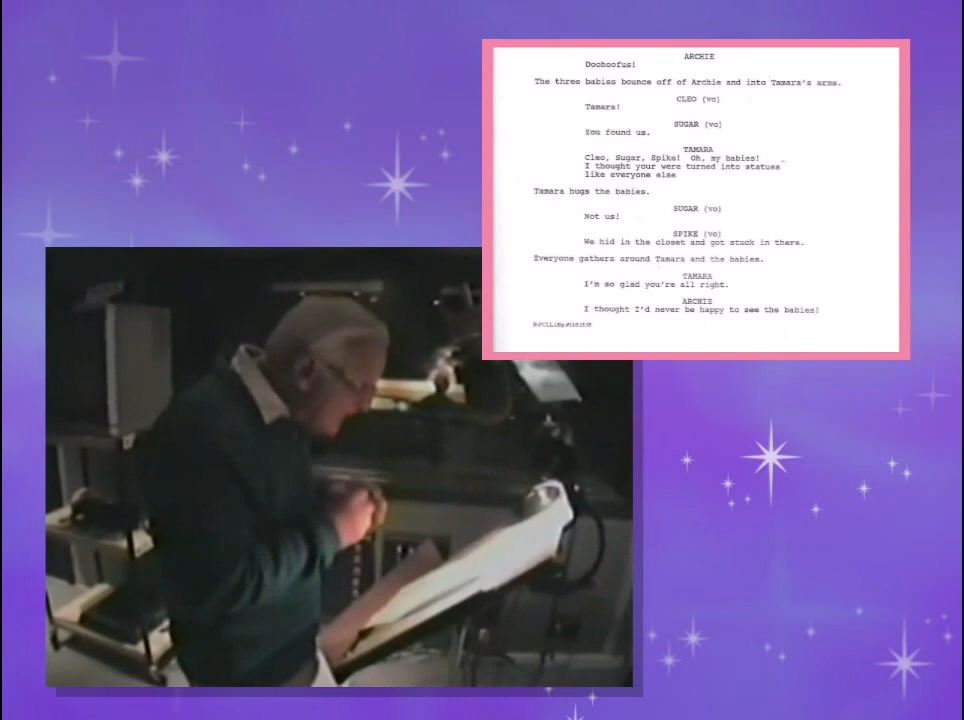 ARCHIE
Doohoofus!
The three babies bounce off of Archie and into Tamara's arms.
CLEO (vo)
Tamara!
SUGAR (vo)
You found us.
TAMARA
Cleo, Sugar, Spike! Oh, my babies!
I thought your were turned into statues
like everyone else
Tamara hugs the babies.
SUGAR (vo)
Not us!
SPIKE (vo)
We hid in the closet and got stuck in there.
Everyone gathers around Tamara and the babies.
TAMARA
I'm so glad you're all right.
ARCHIE
I thought I'd never be happy to see the babies!